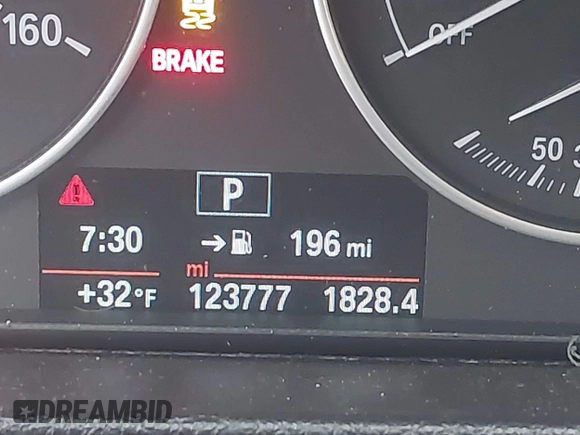 160
OFF
BRAKE
50
P
7:30 → 196 mi
mi
+32°F 123777 1828.4
DREAMBID